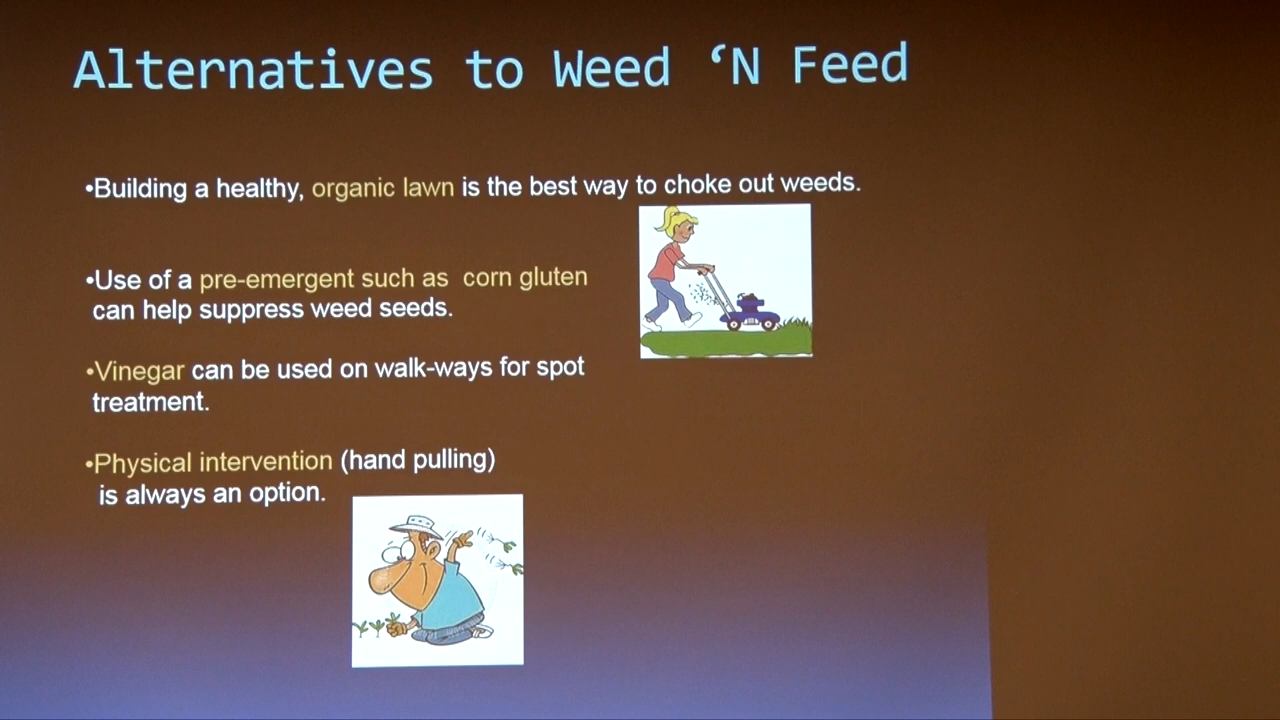 Alternatives to Weed ‘N Feed
•Building a healthy, organic lawn is the best way to choke out weeds.
•Use of a pre-emergent such as  corn gluten
can help suppress weed seeds.
•Vinegar can be used on walk-ways for spot
treatment.
•Physical intervention (hand pulling)
is always an option.